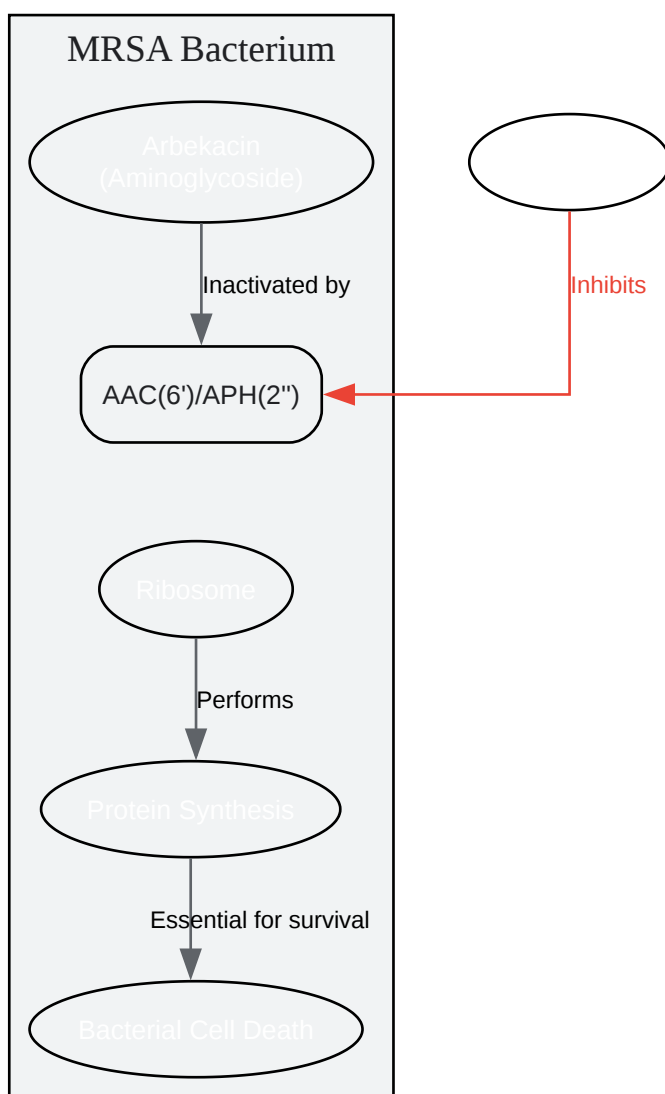 MRSA Bacterium
Arbekacin
(Aminoglycoside)
Inactivated by
Inhibits
AAC(6')/APH(2'')
Ribosome
Performs
Protein Synthesis
Essential for survival
Bacterial Cell Death